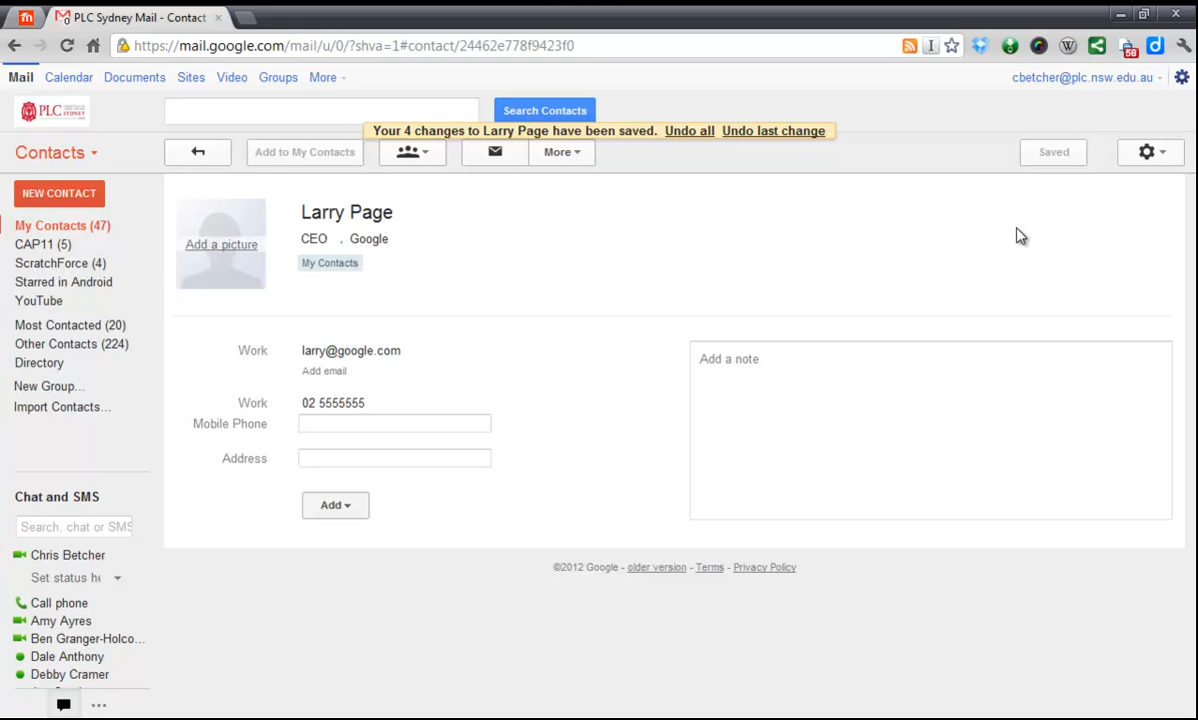 PLC Sydney Mail - Contact
https://mail.google.com/mail/u/0/?shva=1#contact/24462e778f9423f0
58
Mail Calendar Documents Sites Video Groups More
cbetcher@plc.nsw.edu.au
PLC
Search Contacts
Your 4 changes to Larry Page have been saved. Undo all Undo last change
Contacts
Add to My Contacts
More
Saved
NEW CONTACT
My Contacts (47)
CAP11 (5)
ScratchForce (4)
Starred in Android
YouTube
Most Contacted (20)
Other Contacts (224)
Directory
New Group...
Import Contacts...
Add a picture
Larry Page
CEO , Google
My Contacts
Work larry@google.com
Add email
Work 02 5555555
Mobile Phone
Address
Add
Add a note
©2012 Google - older version - Terms - Privacy Policy
Chat and SMS
Search, chat or SMS
Chris Betcher
Set status he
Call phone
Amy Ayres
Ben Granger-Holco...
Dale Anthony
Debby Cramer